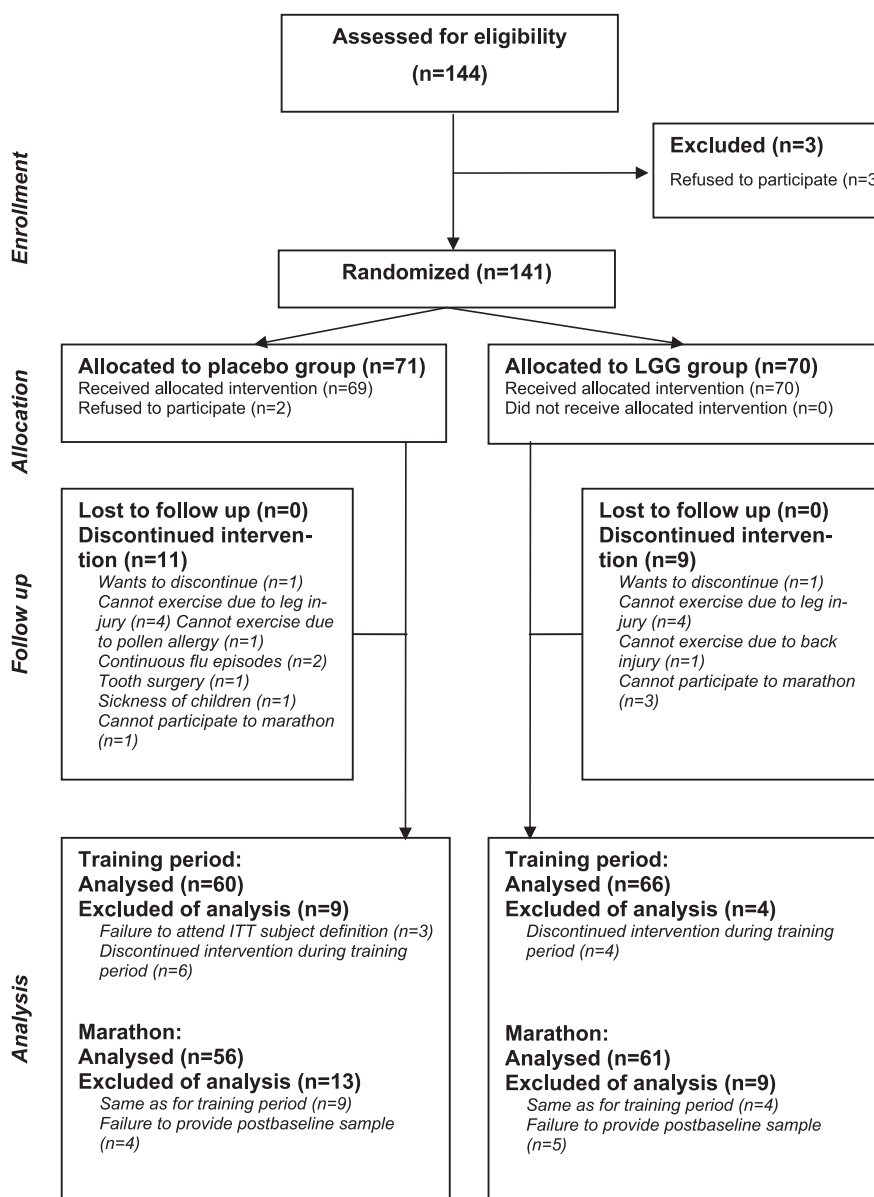 Assessed for eligibility
(n=144)
Enrollment
Excluded (n=3)
Refused to participate (n=3
Randomized (n=141)
Allocation
Allocated to placebo group (n=71)
Received allocated intervention (n=69)
Refused to participate (n=2)
Allocated to LGG group (n=70)
Received allocated intervention (n=70)
Did not receive allocated intervention (n=0)
Follow up
Lost to follow up (n=0)
Discontinued interven-
tion (n=11)
Wants to discontinue (n=1)
Cannot exercise due to leg in-
jury (n=4) Cannot exercise due
to pollen allergy (n=1)
Continuous flu episodes (n=2)
Tooth surgery (n=1)
Sickness of children (n=1)
Cannot participate to marathon
(n=1)
Lost to follow up (n=0)
Discontinued interven-
tion (n=9)
Wants to discontinue (n=1)
Cannot exercise due to leg in-
jury (n=4)
Cannot exercise due to back
injury (n=1)
Cannot participate to marathon
(n=3)
Analysis
Training period:
Analysed (n=60)
Excluded of analysis (n=9)
Failure to attend ITT subject definition (n=3)
Discontinued intervention during training
period (n=6)
Marathon:
Analysed (n=56)
Excluded of analysis (n=13)
Same as for training period (n=9)
Failure to provide postbaseline sample
(n=4)
Training period:
Analysed (n=66)
Excluded of analysis (n=4)
Discontinued intervention during training
period (n=4)
Marathon:
Analysed (n=61)
Excluded of analysis (n=9)
Same as for training period (n=4)
Failure to provide postbaseline sample
(n=5)